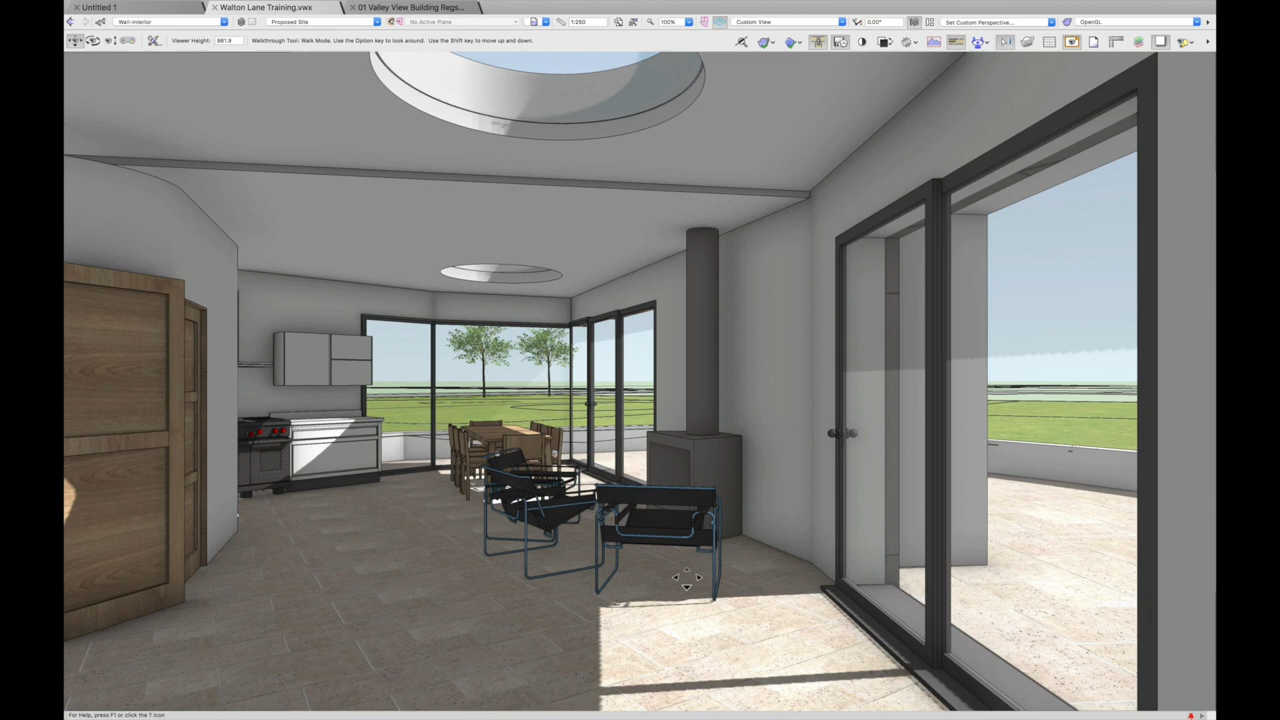 Untitled 1
Walton Lane Training.vwx
01 Valley View Building Regs...
Wall-Interior
Proposed Site
No Active Plane
1:250
100%
Custom View
0.00°
Set Custom Perspective...
OpenGL
Viewer Height: 981.9
Walkthrough Tool: Walk Mode. Use the Option key to look around. Use the Shift key to move up and down.
For Help, press F1 or click the ? icon